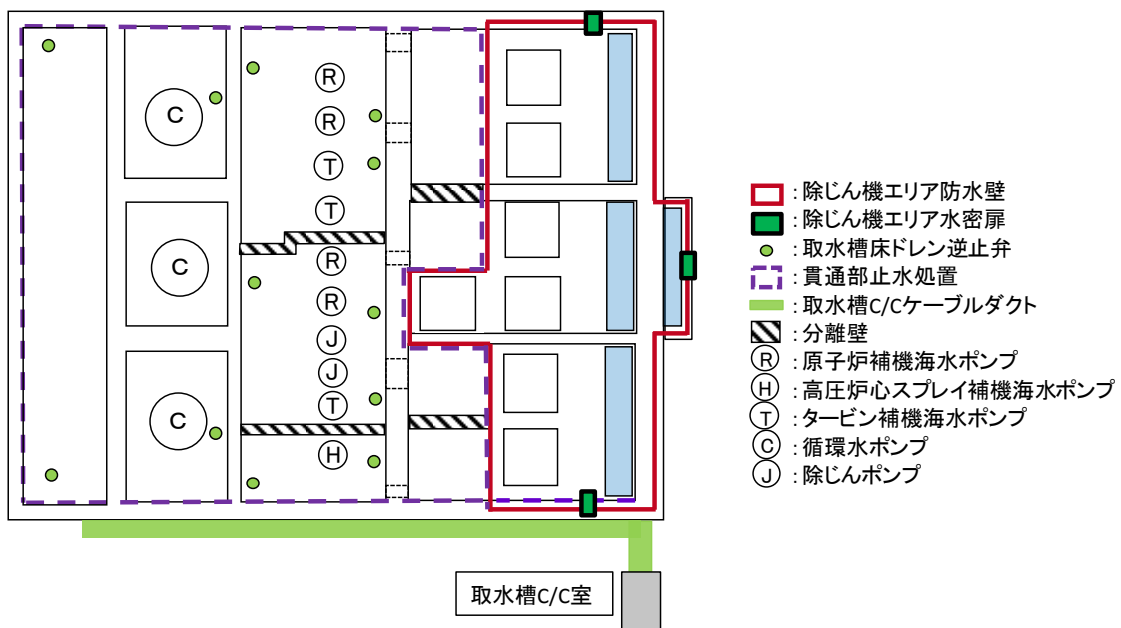 C
C
C
R
R
T
T
R
R
J
J
T
H
:除じん機エリア防水壁
:除じん機エリア水密扉
:取水槽床ドレン逆止弁
:貫通部止水処置
:取水槽C/Cケーブルダクト
:分離壁
R :原子炉補機海水ポンプ
H :高圧炉心スプレイ補機海水ポンプ
T :タービン補機海水ポンプ
C :循環水ポンプ
J :除じんポンプ
取水槽C/C室